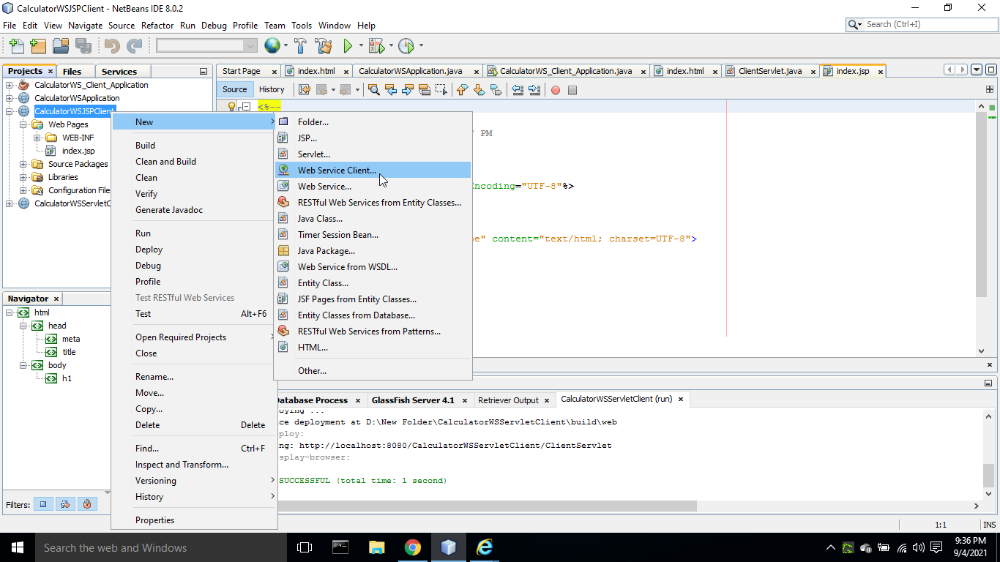 CalculatorWSJSPClient - NetBeans IDE 8.0.2
File Edit View Navigate Source Refactor Run Debug Profile Team Tools Window Help
Search (Ctrl+I)
Projects Files Services
Start Page index.html CalculatorWSApplication.java CalculatorWS_Client_Application.java index.html ClientServlet.java index.jsp
Source History
CalculatorWS_Client_Application
CalculatorWSApplication
CalculatorWSJSPClient
Web Pages
WEB-INF
index.jsp
Source Packages
Libraries
Configuration File
CalculatorWSServletC
<%--
PM
ncoding="UTF-8"%>
pe" content="text/html; charset=UTF-8">
New
Build
Clean and Build
Clean
Verify
Generate Javadoc
Run
Deploy
Debug
Profile
Test RESTful Web Services
Test Alt+F6
Open Required Projects
Close
Rename...
Move...
Copy...
Delete Delete
Find... Ctrl+F
Inspect and Transform...
Versioning
History
Properties
Folder...
JSP...
Servlet...
Web Service Client...
Web Service...
RESTful Web Services from Entity Classes...
Java Class...
Timer Session Bean...
Java Package...
Web Service from WSDL...
Entity Class...
JSF Pages from Entity Classes...
Entity Classes from Database...
RESTful Web Services from Patterns...
HTML...
Other...
Navigator
html
head
meta
title
body
h1
Filters:
Database Process GlassFish Server 4.1 Retriever Output CalculatorWSServletClient (run)
oying ...
ce deployment at D:\New Folder\CalculatorWSServletClient\build\web
ploy:
ng: http://localhost:8080/CalculatorWSServletClient/ClientServlet
splay-browser:
SUCCESSFUL (total time: 1 second)
1:1 INS
Search the web and Windows
9:36 PM
9/4/2021